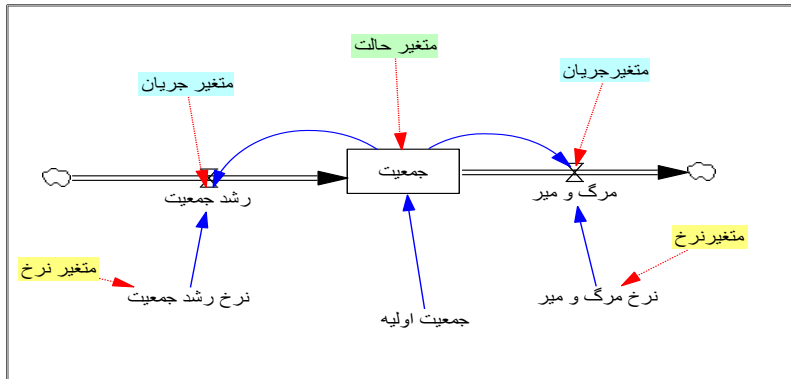 متغیر حالت
متغیرجریان
متغیر جریان
جمعیت
مرگ و میر
رشد جمعیت
متغیرنرخ
متغیر نرخ
نرخ مرگ و میر
نرخ رشد جمعیت
جمعیت اولیه